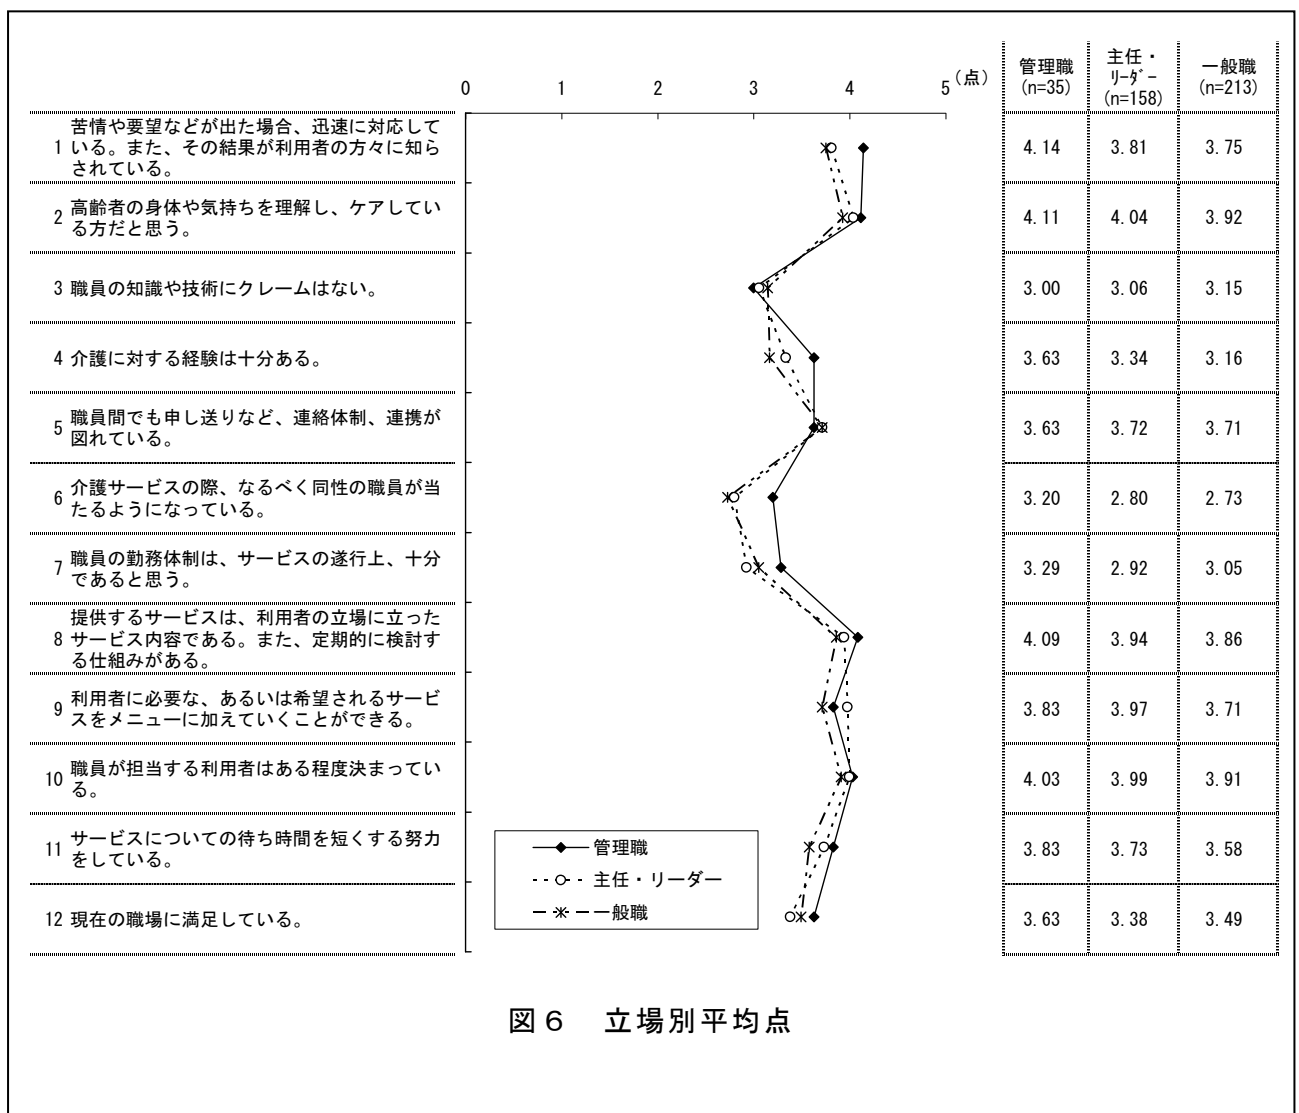 0 1 2 3 4 5 (点)
管理職
(n=35)
主任・
ﾘｰﾀﾞｰ
(n=158)
一般職
(n=213)
1 苦情や要望などが出た場合、迅速に対応して
いる。また、その結果が利用者の方々に知ら
されている。
4.14 3.81 3.75
2 高齢者の身体や気持ちを理解し、ケアしてい
る方だと思う。
4.11 4.04 3.92
3 職員の知識や技術にクレームはない。
3.00 3.06 3.15
4 介護に対する経験は十分ある。
3.63 3.34 3.16
5 職員間でも申し送りなど、連絡体制、連携が
図れている。
3.63 3.72 3.71
6 介護サービスの際、なるべく同性の職員が当
たるようになっている。
3.20 2.80 2.73
7 職員の勤務体制は、サービスの遂行上、十分
であると思う。
3.29 2.92 3.05
8 提供するサービスは、利用者の立場に立った
サービス内容である。また、定期的に検討す
る仕組みがある。
4.09 3.94 3.86
9 利用者に必要な、あるいは希望されるサービ
スをメニューに加えていくことができる。
3.83 3.97 3.71
10 職員が担当する利用者はある程度決まってい
る。
4.03 3.99 3.91
11 サービスについての待ち時間を短くする努力
をしている。
3.83 3.73 3.58
12 現在の職場に満足している。
3.63 3.38 3.49
管理職
主任・リーダー
一般職
図６　立場別平均点